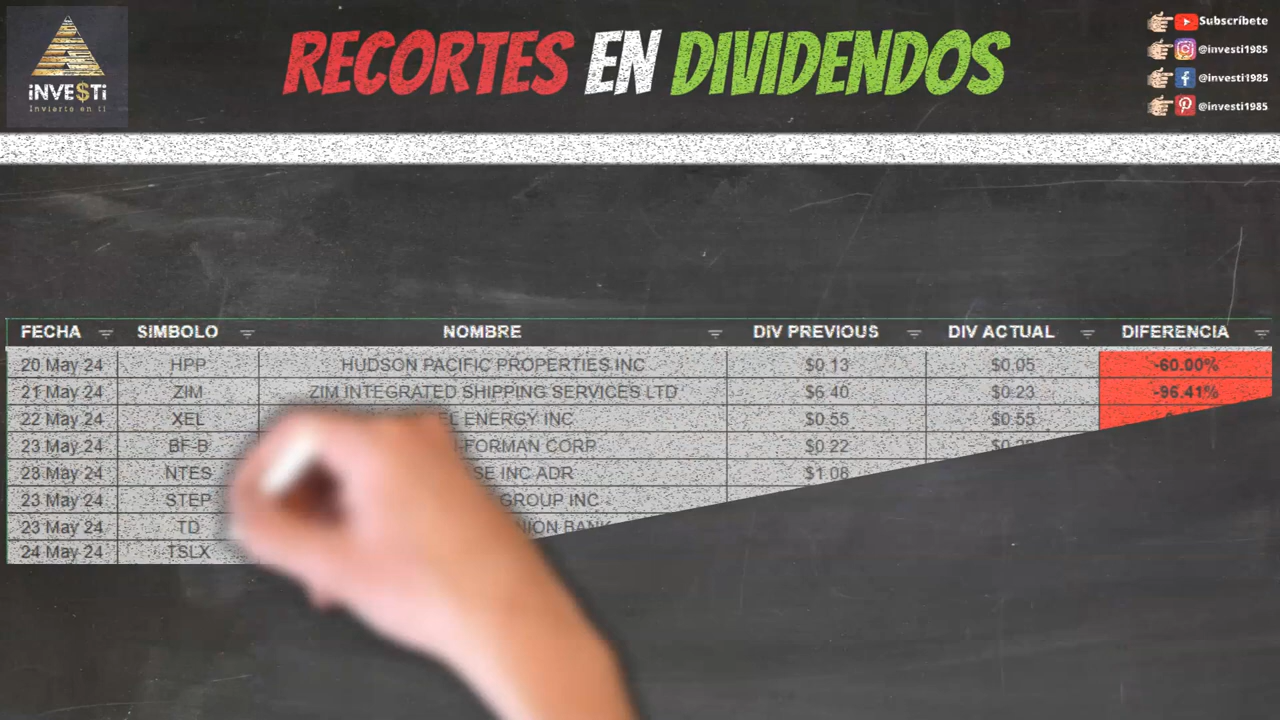 iNVE$Ti
Invierte en ti
RECORTES EN DIVIDENDOS
Subscríbete
@investi1985
@investi1985
@investi1985
FECHA SIMBOLO NOMBRE DIV PREVIOUS DIV ACTUAL DIFERENCIA
20 May 24 HPP HUDSON PACIFIC PROPERTIES INC $0.13 $0.05 -60.00%
21 May 24 ZIM ZIM INTEGRATED SHIPPING SERVICES LTD $6.40 $0.23 -96.41%
22 May 24 XEL EL ENERGY INC $0.55 $0.55
23 May 24 BF-B FORMAN CORP $0.22
23 May 24 NTES SE INC ADR $1.08
23 May 24 STEP GROUP INC
23 May 24 TD NION BANK
24 May 24 TSLX